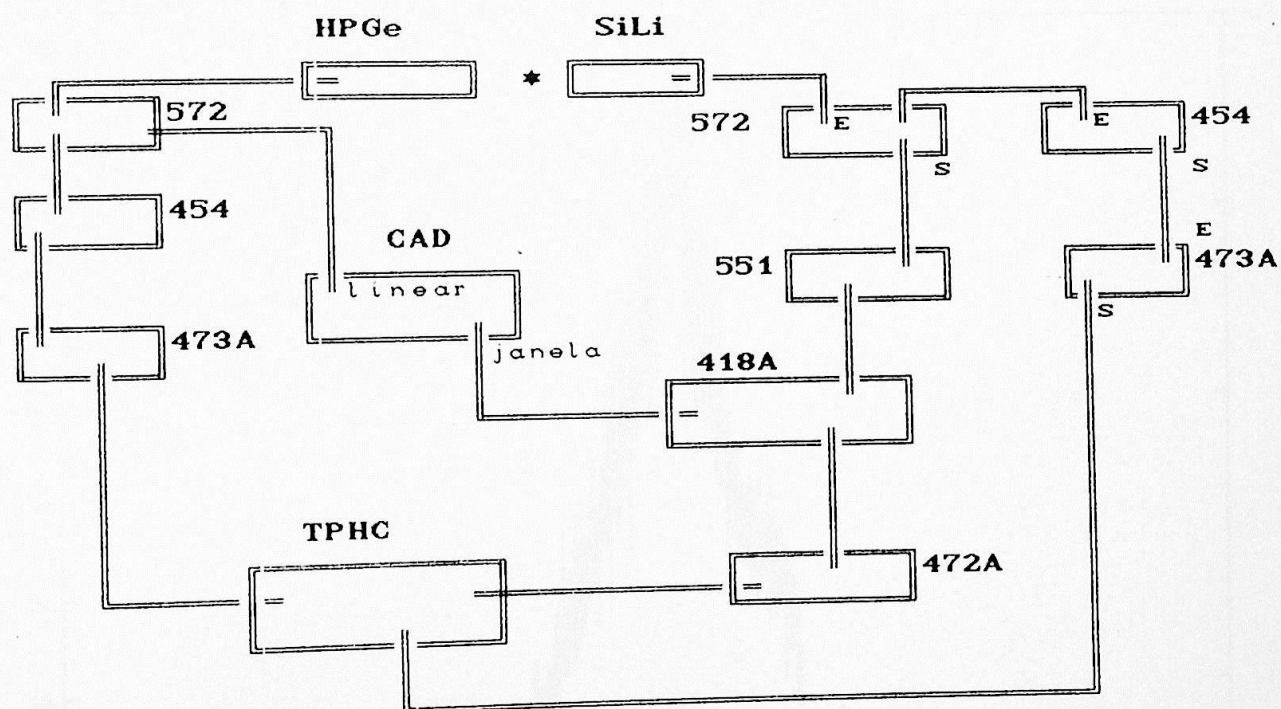 HPGe
SiLi
572
572
E
S
E
454
S
454
CAD
linear
janela
551
E
473A
S
473A
418A
TPHC
472A